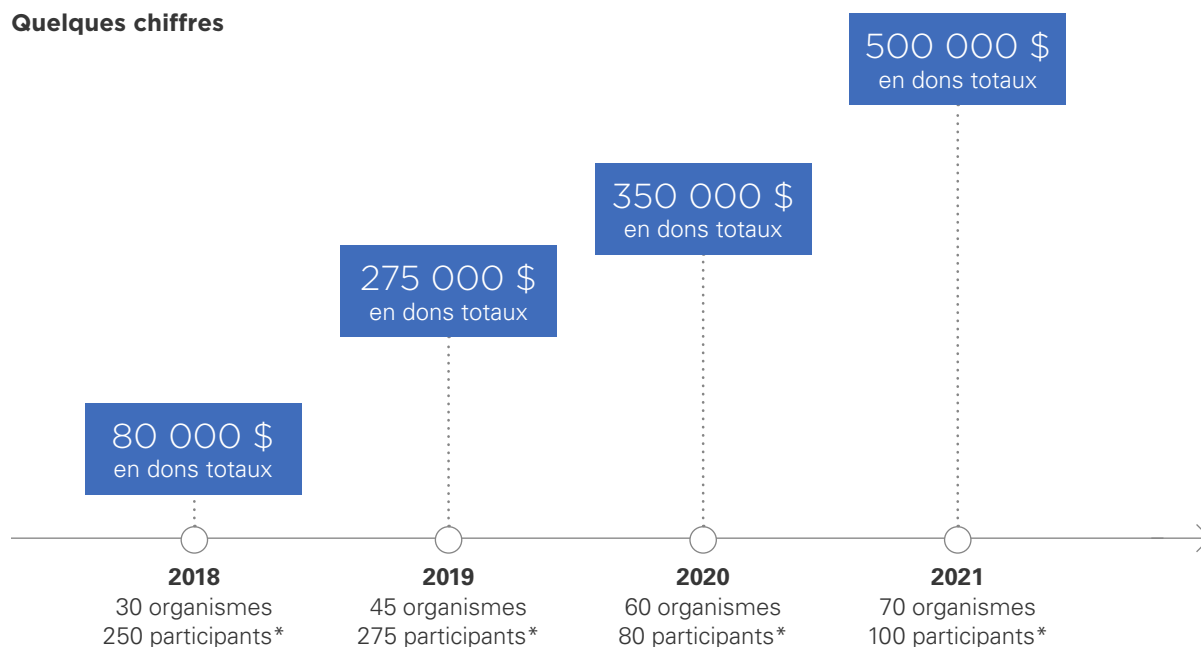 Quelques chiffres
500 000 $
en dons totaux
350 000 $
en dons totaux
275 000 $
en dons totaux
80 000 $
en dons totaux
2018
30 organismes
250 participants*
2019
45 organismes
275 participants*
2020
60 organismes
80 participants*
2021
70 organismes
100 participants*